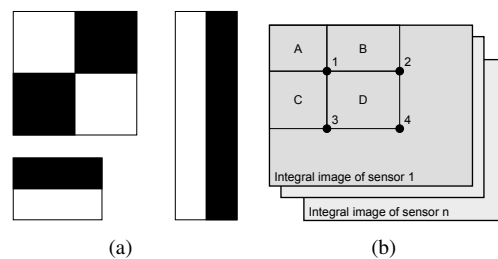 A
B
1
2
C
D
3
4
Integral image of sensor 1
Integral image of sensor n
(a)
(b)